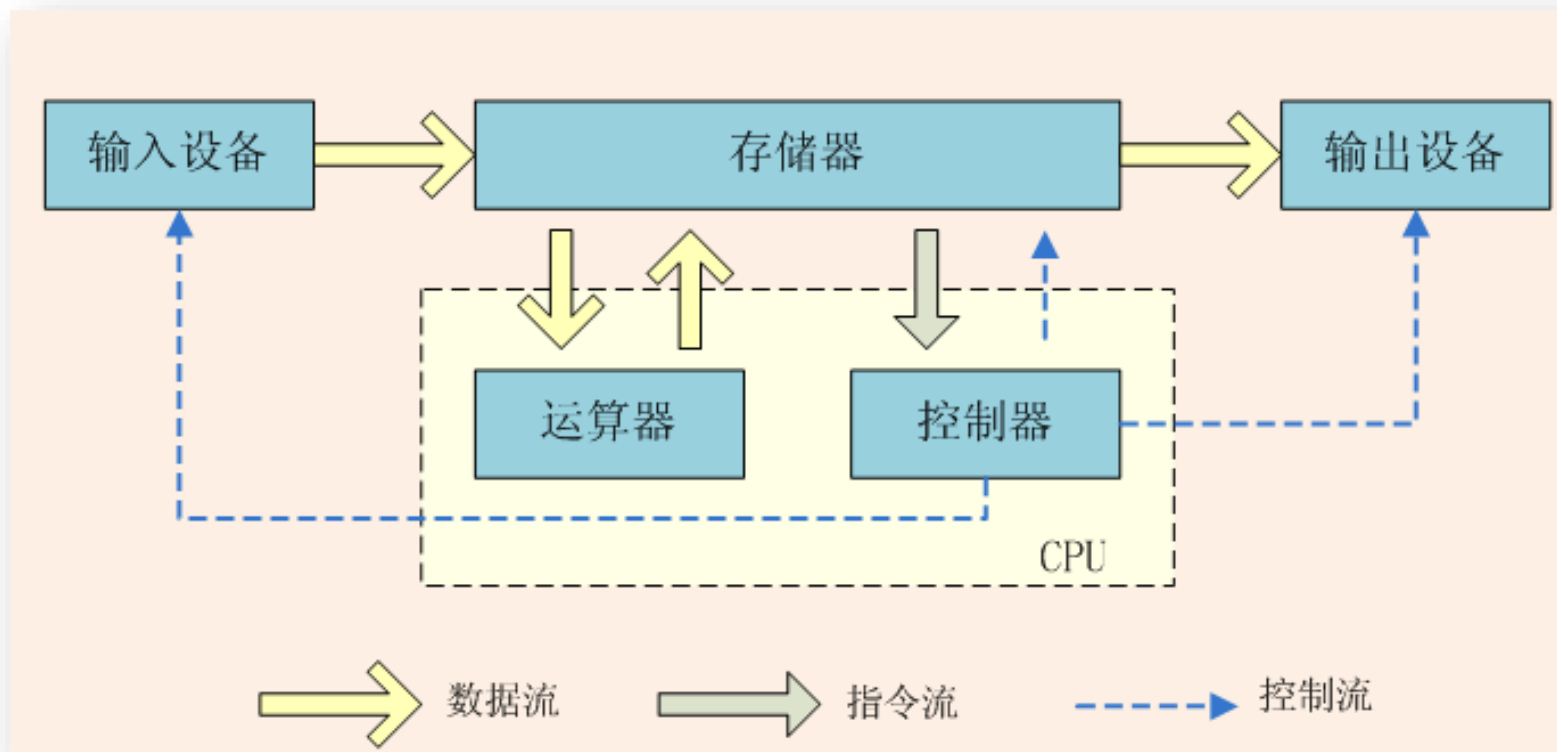 输入设备
存储器
输出设备
运算器
控制器
CPU
数据流
指令流
控制流